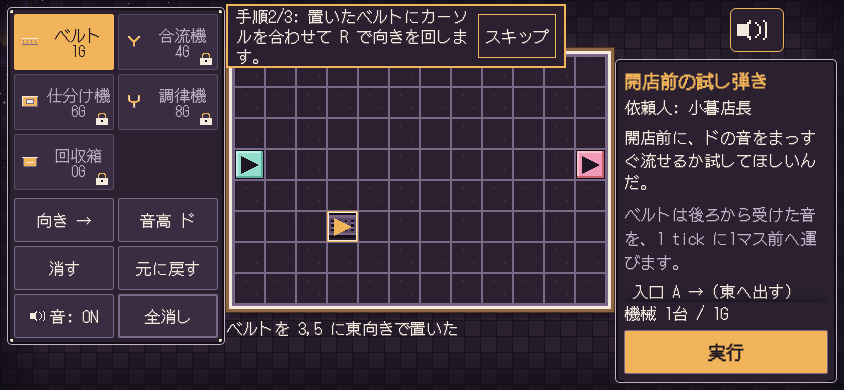 ベルト
1G
合流機
4G
仕分け機
6G
調律機
8G
回収箱
0G
向き →
音高 ド
消す
元に戻す
音: ON
全消し
手順2/3: 置いたベルトにカーソ
ルを合わせて R で向きを回しま
す。
スキップ
ベルトを 3,5 に東向きで置いた
開店前の試し弾き
依頼人: 小暮店長
開店前に、ドの音をまっす
ぐ流せるか試してほしいん
だ。
ベルトは後ろから受けた音
を、1 tick に1マス前へ運
びます。
入口 A → (東へ出す)
機械 1台 / 1G
実行